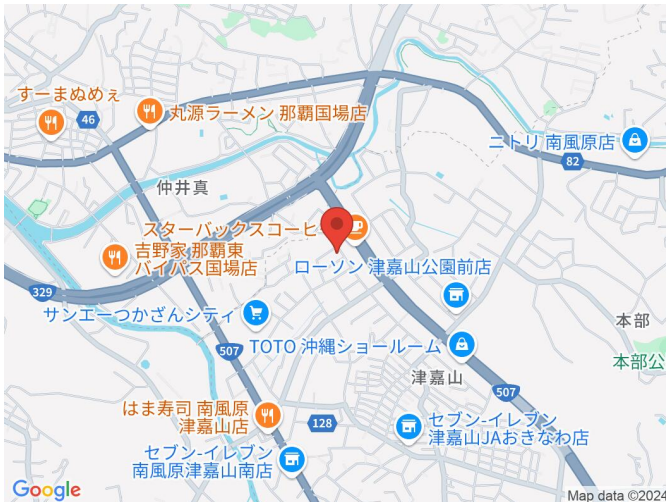 すーまぬめぇ
46
丸源ラーメン 那覇国場店
ニトリ 南風原店
82
仲井真
スターバックスコーヒ
吉野家 那覇東
バイパス国場店
ローソン 津嘉山公園前店
329
サンエーつかざんシティ
本部
507
TOTO 沖縄ショールーム
本部公
津嘉山
507
はま寿司 南風原
津嘉山店
128
セブン-イレブン
津嘉山JAおきなわ店
セブン-イレブン
南風原津嘉山南店
Google
Map data ©2024